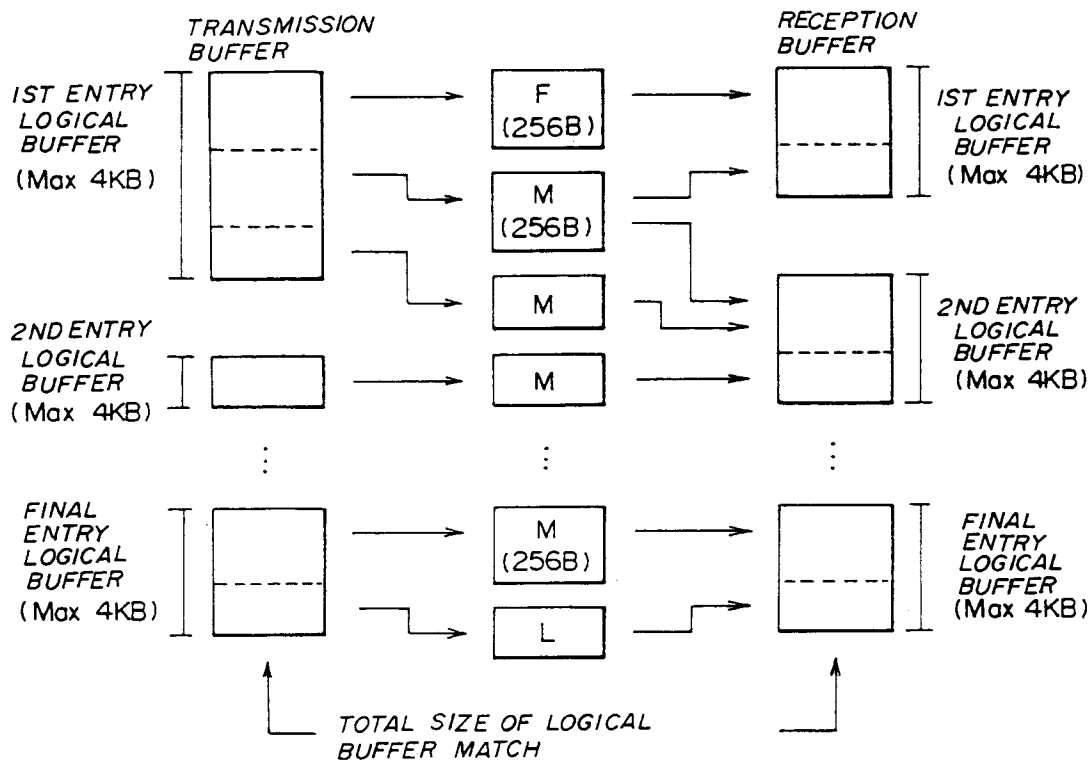 TRANSMISSION
BUFFER
RECEPTION
BUFFER
1ST ENTRY
LOGICAL
BUFFER
(Max 4KB)
F
(256B)
1ST ENTRY
LOGICAL
BUFFER
(Max 4KB)
M
(256B)
M
2ND ENTRY
LOGICAL
BUFFER
(Max 4KB)
M
2ND ENTRY
LOGICAL
BUFFER
(Max 4KB)
FINAL
ENTRY
LOGICAL
BUFFER
(Max 4KB)
M
(256B)
L
FINAL
ENTRY
LOGICAL
BUFFER
(Max 4KB)
TOTAL SIZE OF LOGICAL
BUFFER MATCH